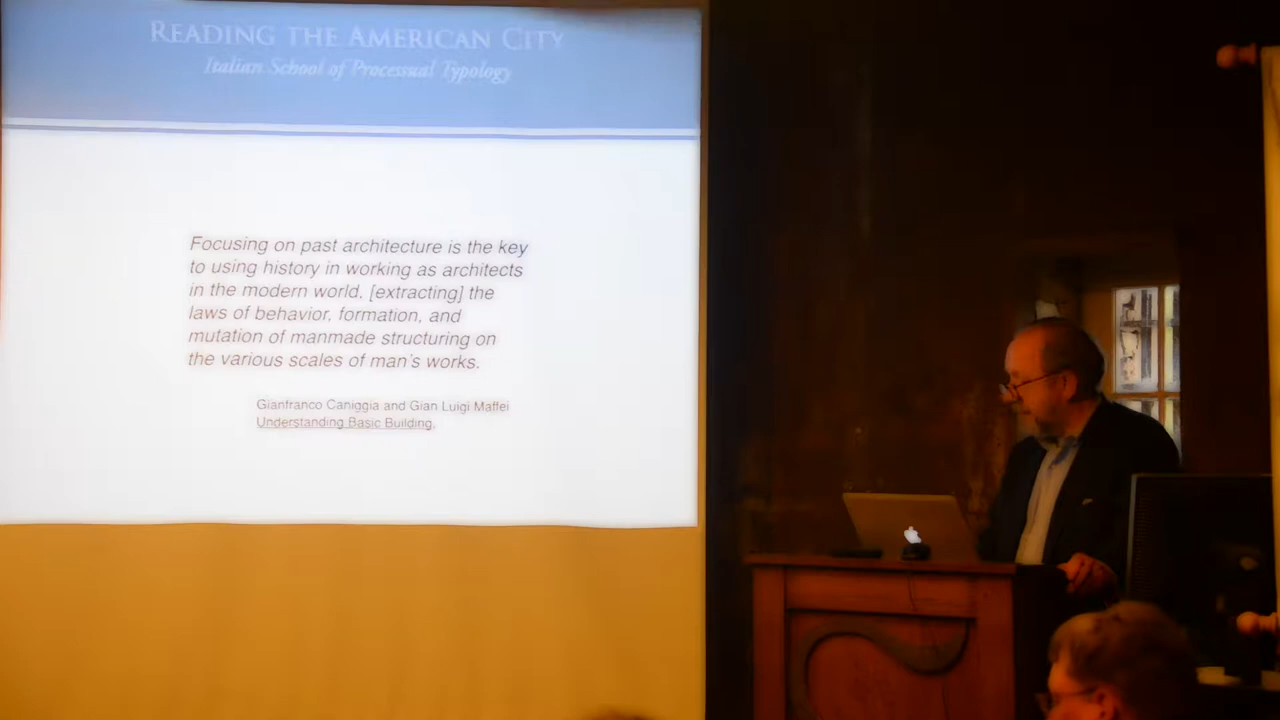 READING THE AMERICAN CITY
Italian School of Processual Typology
Focusing on past architecture is the key
to using history in working as architects
in the modern world. [extracting] the
laws of behavior, formation, and
mutation of manmade structuring on
the various scales of man's works.
Gianfranco Caniggia and Gian Luigi Maffei
Understanding Basic Building,